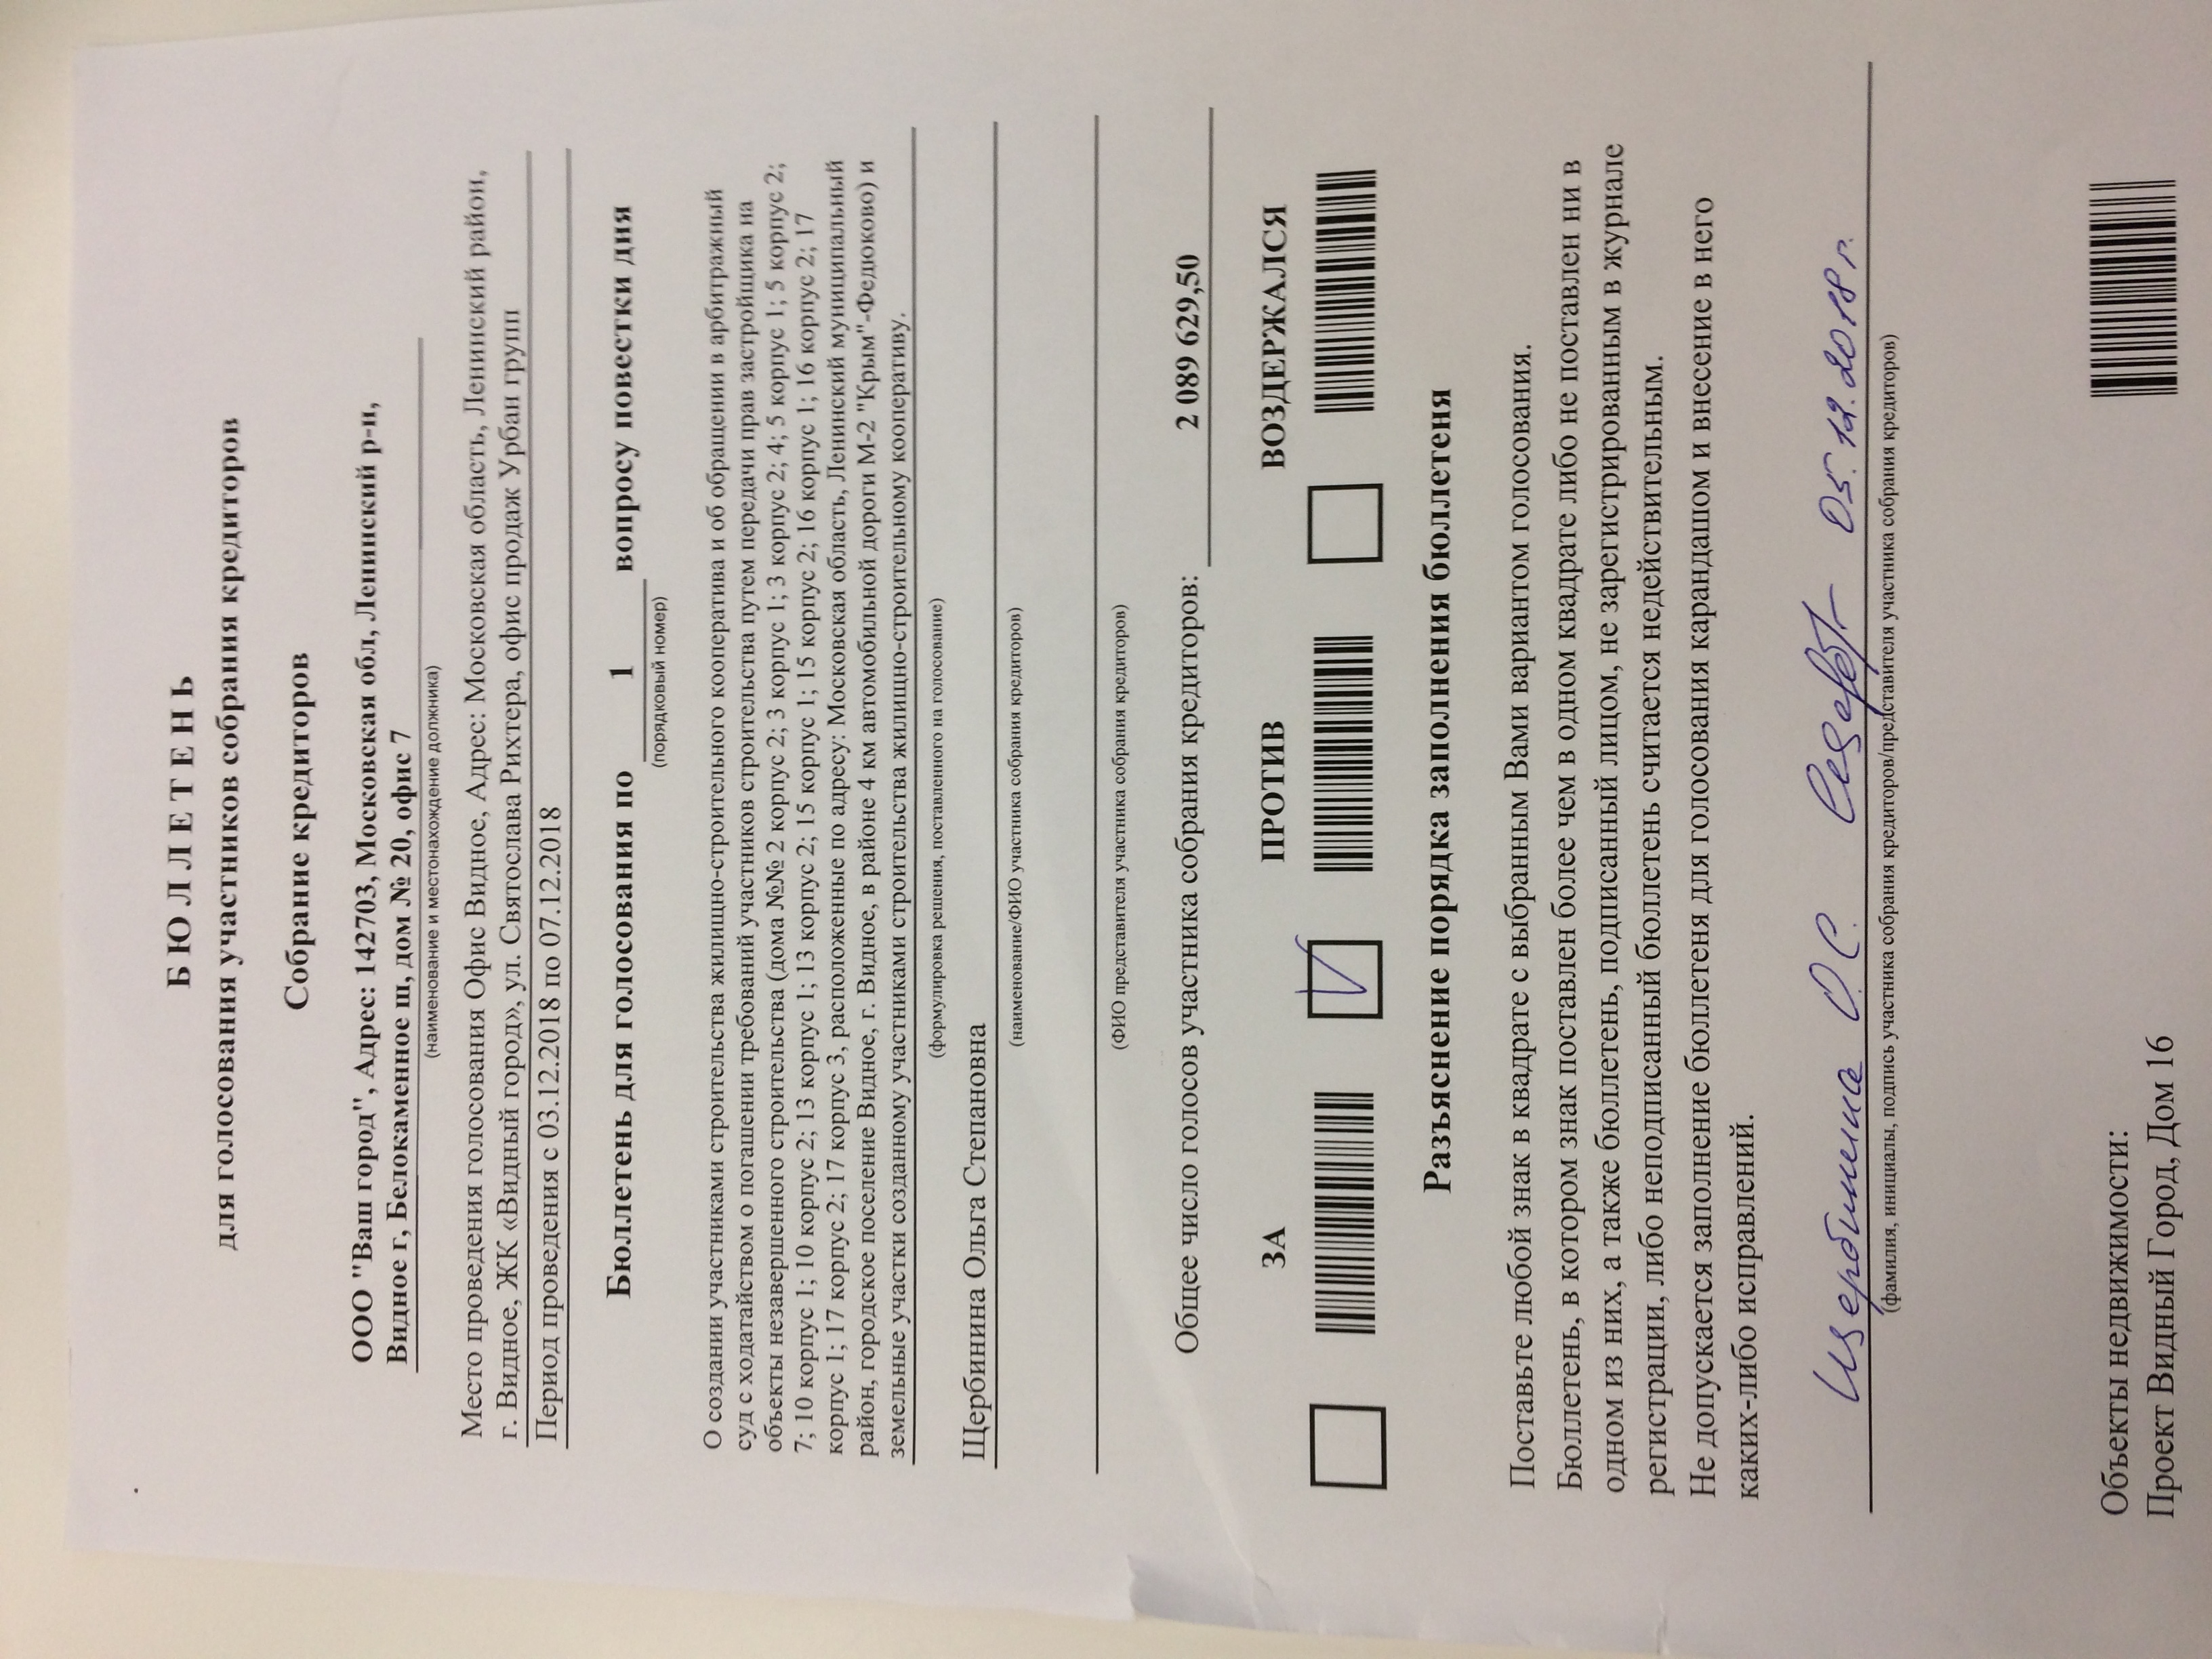 БЮЛЛЕТЕНЬ
для голосования участников собрания кредиторов
Собрание кредиторов
ООО "Ваш город", Адрес: 142703, Московская обл, Ленинский р-н,
Видное г, Белокаменное ш, дом № 20, офис 7
(наименование и местонахождение должника)
Место проведения голосования Офис Видное, Адрес: Московская область, Ленинский район,
г. Видное, ЖК «Видный город», ул. Святослава Рихтера, офис продаж Урбан групп
Период проведения с 03.12.2018 по 07.12.2018
Бюллетень для голосования по 1 вопросу повестки дня
(порядковый номер)
О создании участниками строительства жилищно-строительного кооператива и об обращении в арбитражный
суд с ходатайством о погашении требований участников строительства путем передачи прав застройщика на
объекты незавершенного строительства (дома №№ 2 корпус 2; 3 корпус 1; 3 корпус 2; 4; 5 корпус 1; 5 корпус 2;
7; 10 корпус 1; 10 корпус 2; 13 корпус 1; 13 корпус 2; 15 корпус 1; 15 корпус 2; 16 корпус 1; 16 корпус 2; 17
корпус 1; 17 корпус 2; 17 корпус 3, расположенные по адресу: Московская область, Ленинский муниципальный
район, городское поселение Видное, г. Видное, в районе 4 км автомобильной дороги М-2 "Крым"-Федюково) и
земельные участки созданному участниками строительства жилищно-строительному кооперативу.
(формулировка решения, поставленного на голосование)
Щербинина Ольга Степановна
(наименование/ФИО участника собрания кредиторов)
(ФИО представителя участника собрания кредиторов)
Общее число голосов участника собрания кредиторов: 2 089 629,50
ЗА ПРОТИВ ВОЗДЕРЖАЛСЯ
Разъяснение порядка заполнения бюллетеня
Поставьте любой знак в квадрате с выбранным Вами вариантом голосования.
Бюллетень, в котором знак поставлен более чем в одном квадрате либо не поставлен ни в
одном из них, а также бюллетень, подписанный лицом, не зарегистрированным в журнале
регистрации, либо неподписанный бюллетень считается недействительным.
Не допускается заполнение бюллетеня для голосования карандашом и внесение в него
каких-либо исправлений.
Щербинина О.С. 05.12.2018 г.
(фамилия, инициалы, подпись участника собрания кредиторов/представителя участника собрания кредиторов)
Объекты недвижимости:
Проект Видный Город, Дом 16